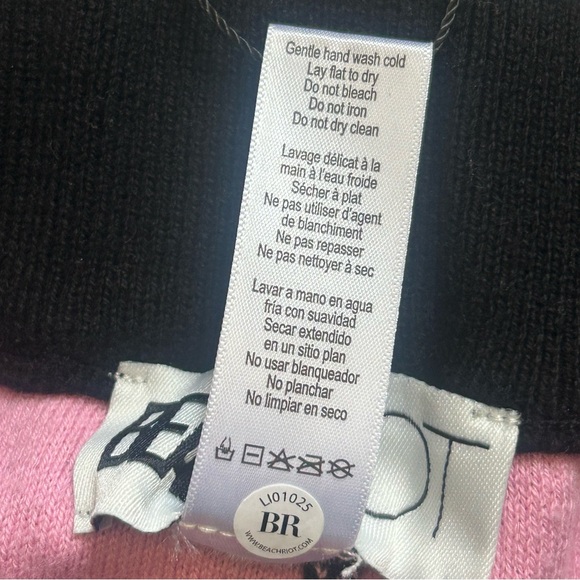 Gentle hand wash cold
Lay flat to dry
Do not bleach
Do not iron
Do not dry clean
Lavage délicat à la
main à l'eau froide
Sécher à plat
Ne pas utiliser d'agent
de blanchiment
Ne pas repasser
Ne pas nettoyer à sec
Lavar a mano en agua
fría con suavidad
Secar extendido
en un sitio plan
No usar blanqueador
No planchar
No limpiar en seco
LI01025
BR
WWW.BEACHRIOT.COM